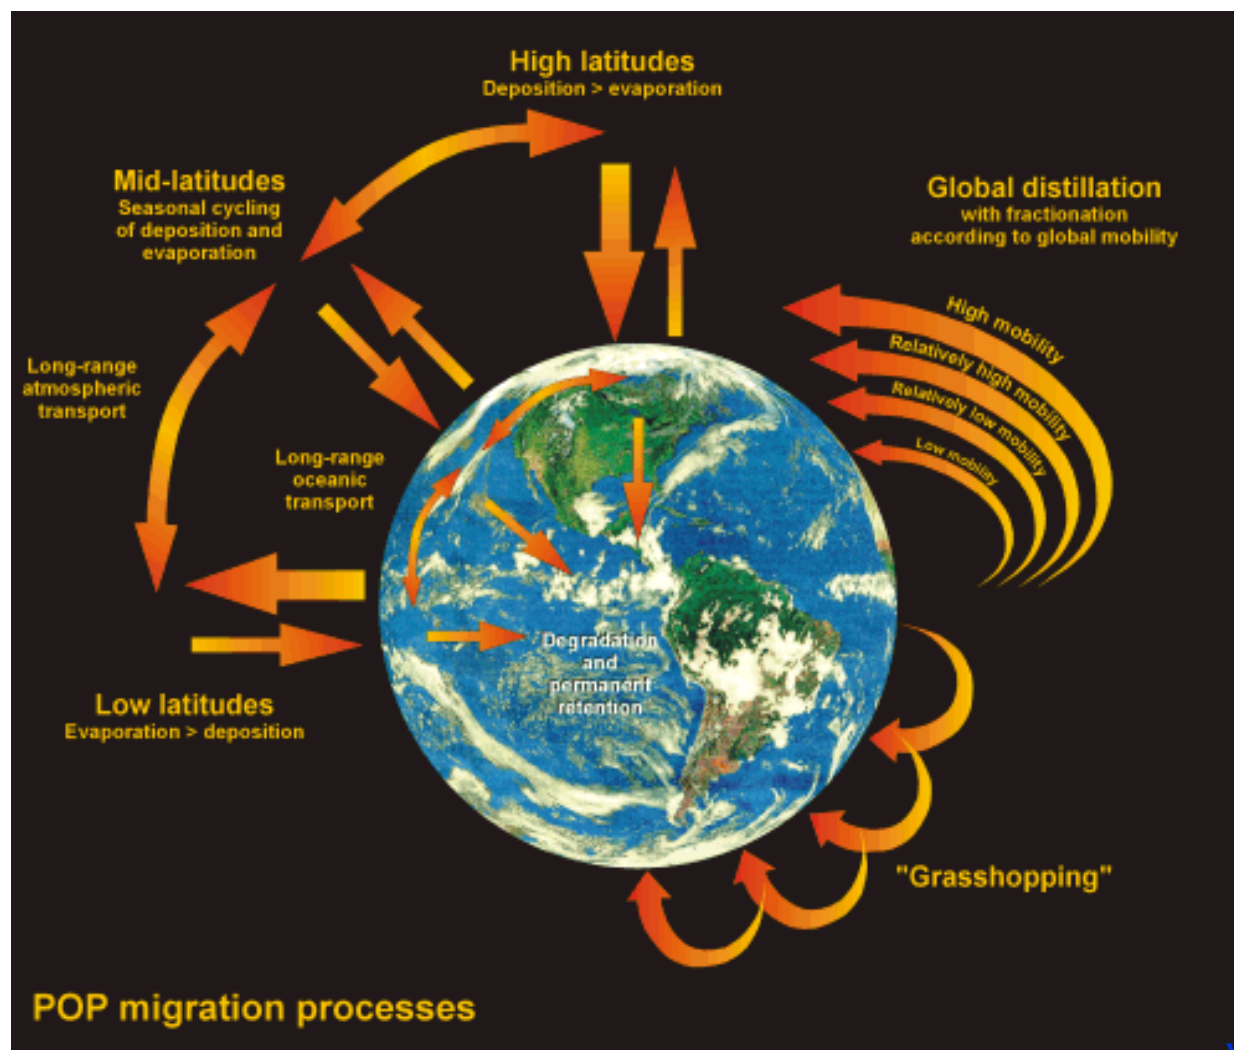 High latitudes
Deposition > evaporation
Mid-latitudes
Seasonal cycling
of deposition and
evaporation
Global distillation
with fractionation
according to global mobility
High mobility
Relatively high mobility
Relatively low mobility
Low mobility
Long-range
atmospheric
transport
Long-range
oceanic
transport
Degradation
and
permanent
retention
Low latitudes
Evaporation > deposition
"Grasshopping"
POP migration processes